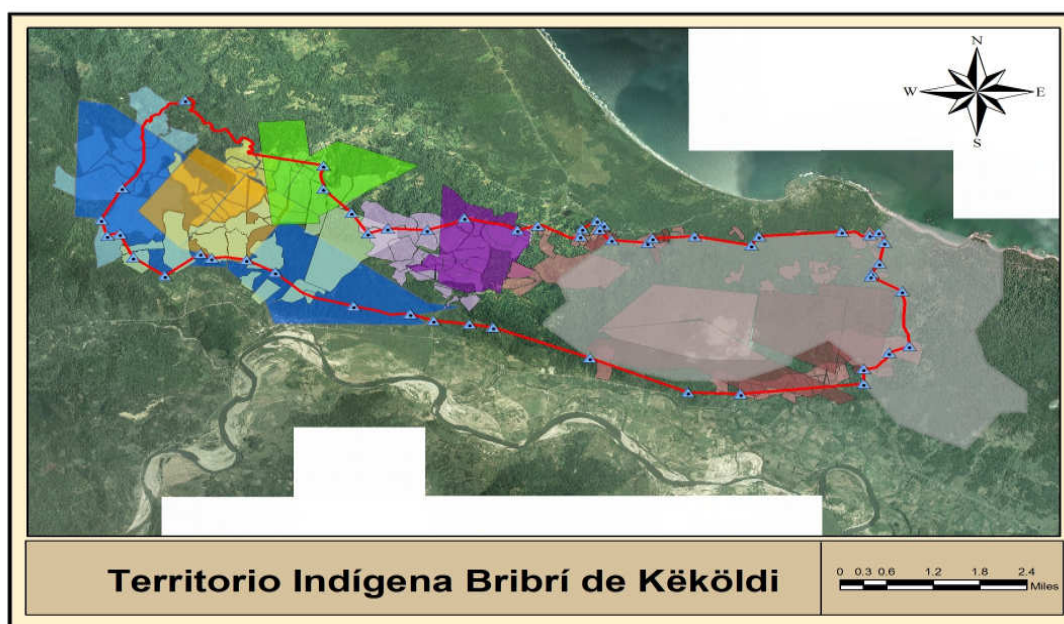 N
W E
S
Territorio Indígena Bribrí de Këköldi
0 0.3 0.6 1.2 1.8 2.4
Miles